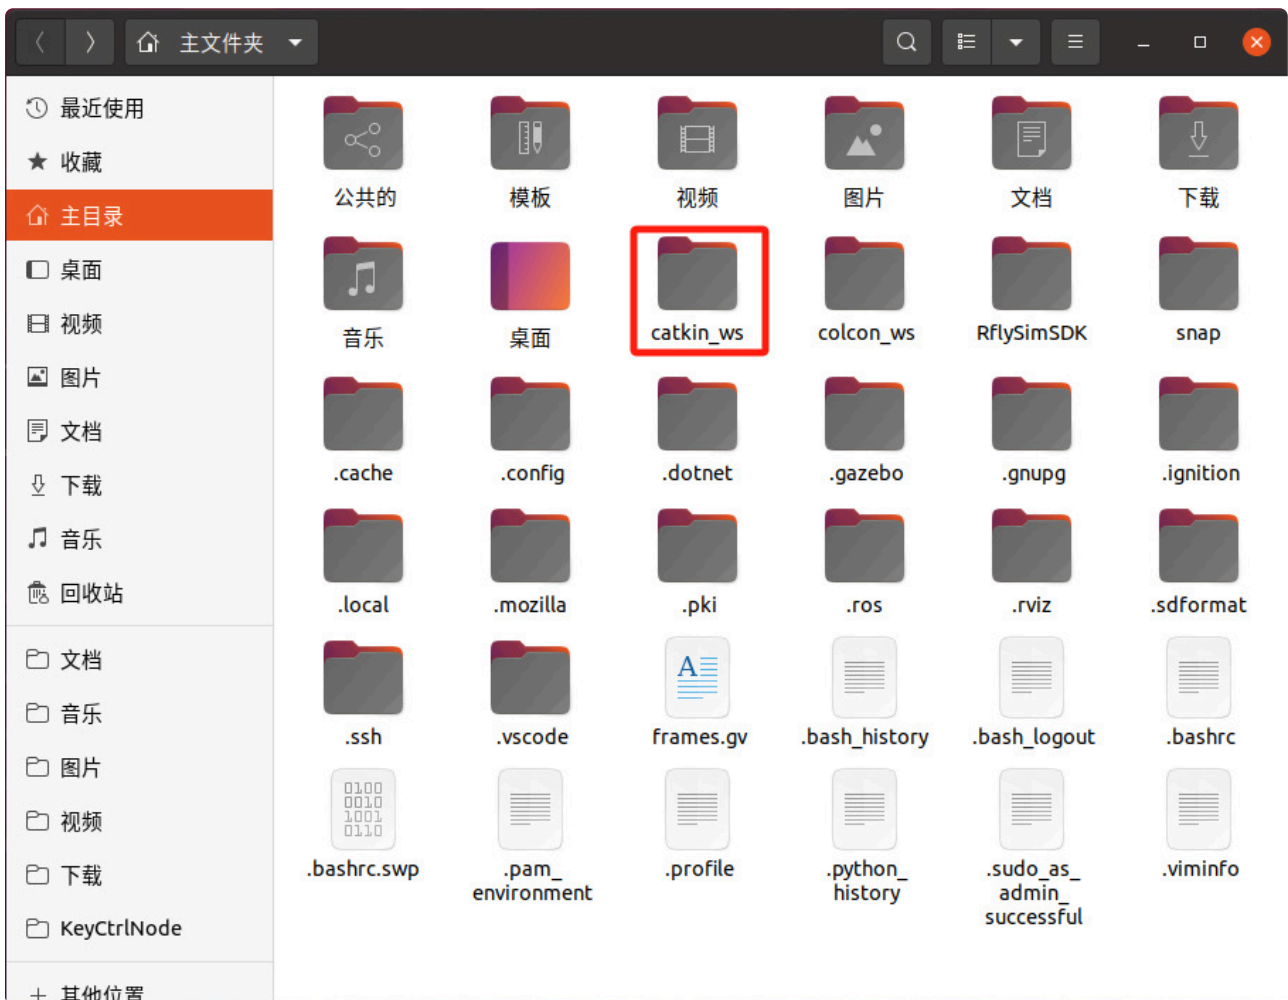 主文件夹
最近使用
收藏
主目录
桌面
视频
图片
文档
下载
音乐
回收站
文档
音乐
图片
视频
下载
KeyCtrlNode
其他位置
公共的
模板
视频
图片
文档
下载
音乐
桌面
catkin_ws
colcon_ws
RflySimSDK
snap
.cache
.config
.dotnet
.gazebo
.gnupg
.ignition
.local
.mozilla
.pki
.ros
.rviz
.sdformat
.ssh
.vscode
frames.gv
.bash_history
.bash_logout
.bashrc
.bashrc.swp
.pam_
environment
.profile
.python_
history
.sudo_as_
admin_
successful
.viminfo